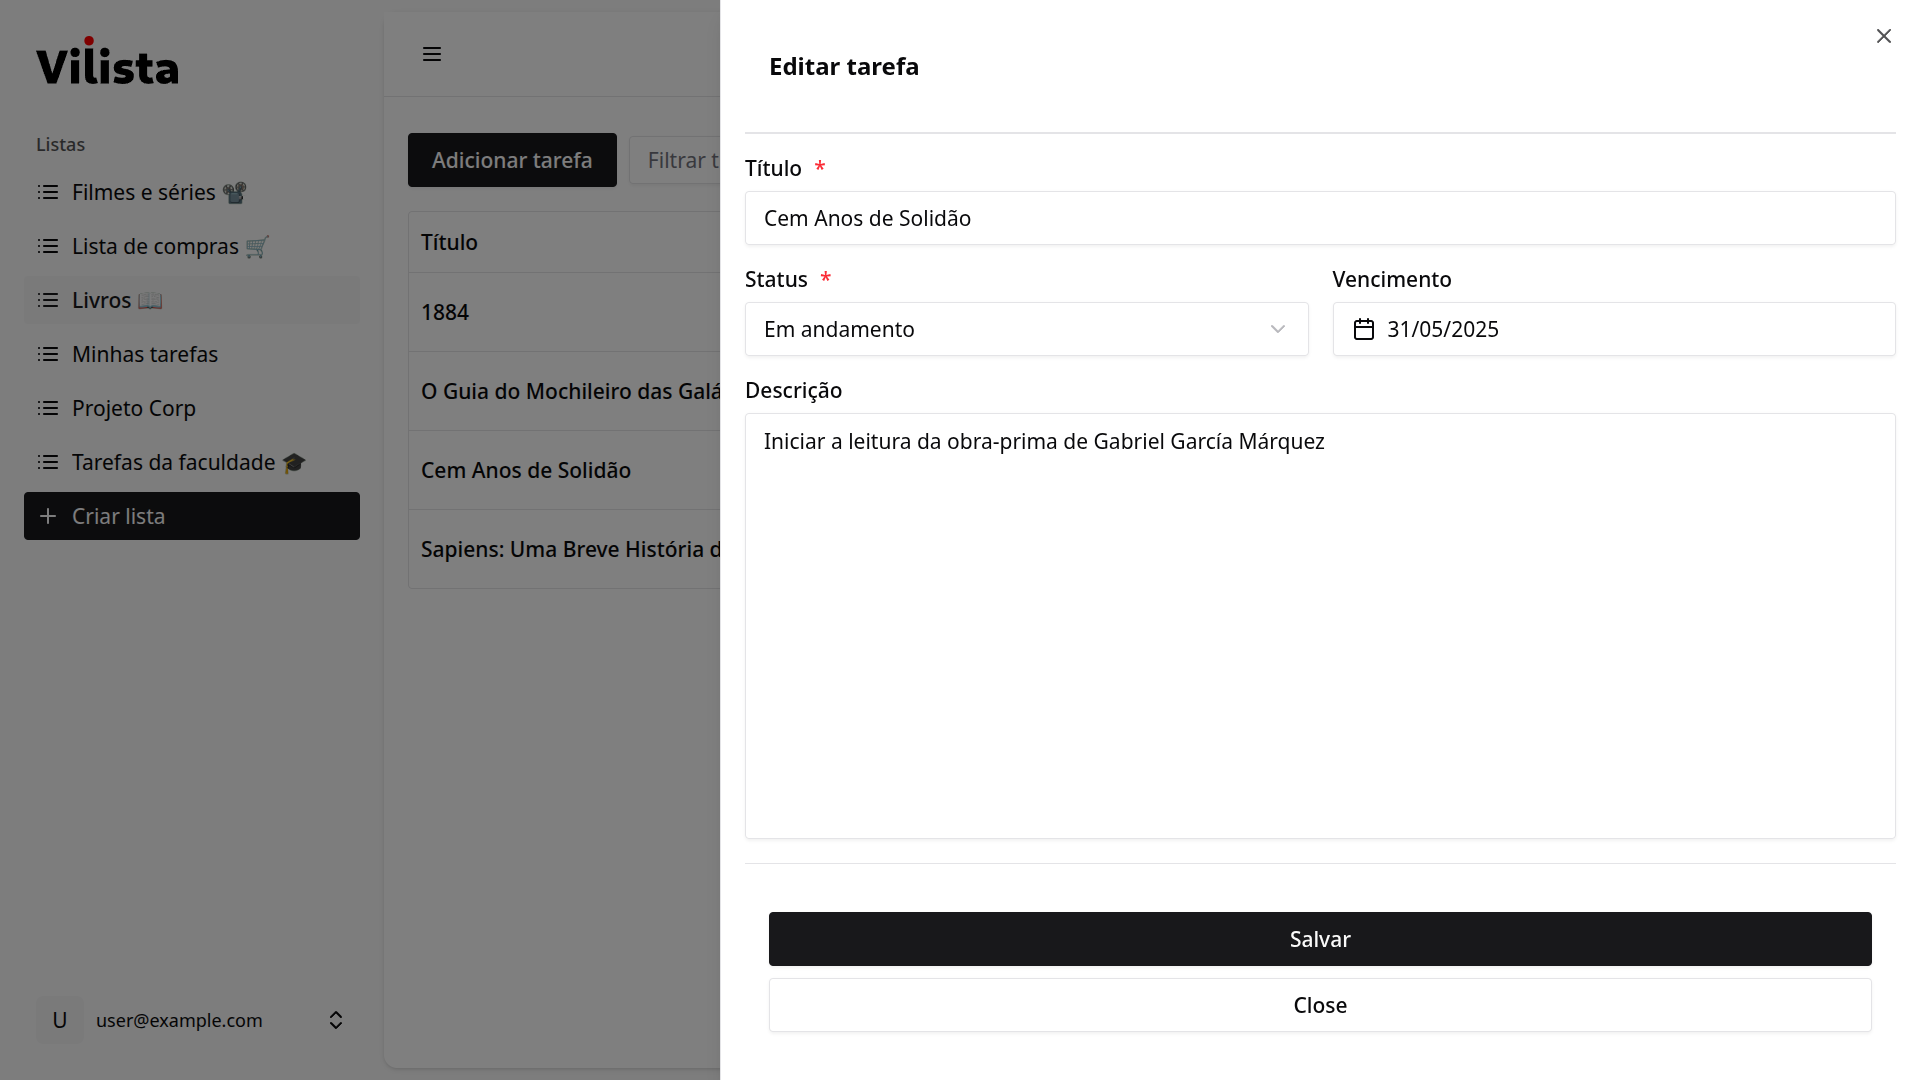 Vilista
Listas
Filmes e séries 📽️
Lista de compras 🛒
Livros 📖
Minhas tarefas
Projeto Corp
Tarefas da faculdade 🎓
Criar lista
U user@example.com
Adicionar tarefa
Filtrar t
Título
1884
O Guia do Mochileiro das Galá
Cem Anos de Solidão
Sapiens: Uma Breve História d
Editar tarefa
Título *
Cem Anos de Solidão
Status *
Em andamento
Vencimento
31/05/2025
Descrição
Iniciar a leitura da obra-prima de Gabriel García Márquez
Salvar
Close